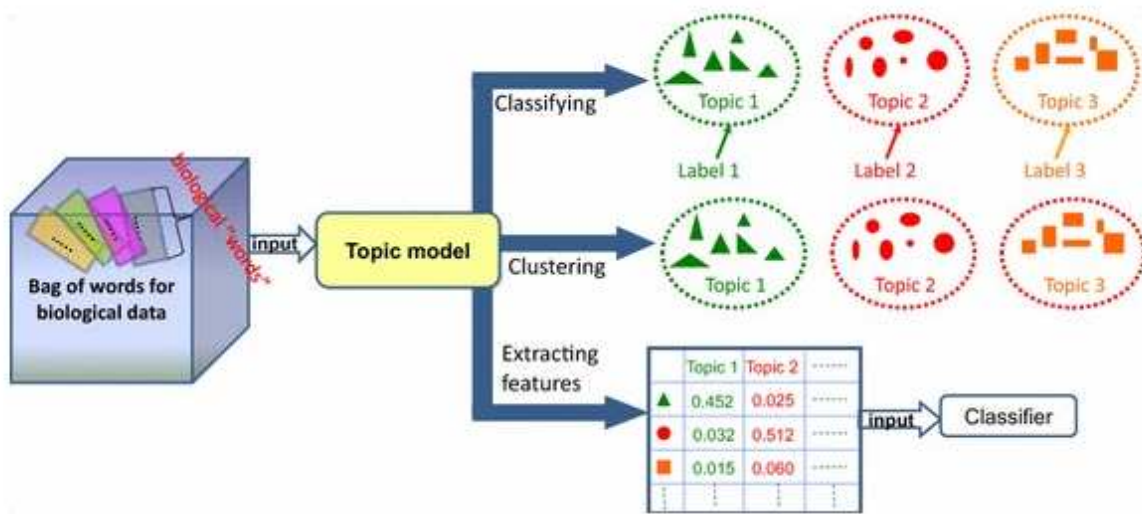 Classifying
Topic 1
Topic 2
Topic 3
Label 1
Label 2
Label 3
biological "words"
input
Topic model
Bag of words for
biological data
Clustering
Topic 1
Topic 2
Topic 3
Extracting
features
Topic 1 Topic 2 ------
0.452 0.025 ------
0.032 0.512 ------
0.015 0.060 ------
input
Classifier